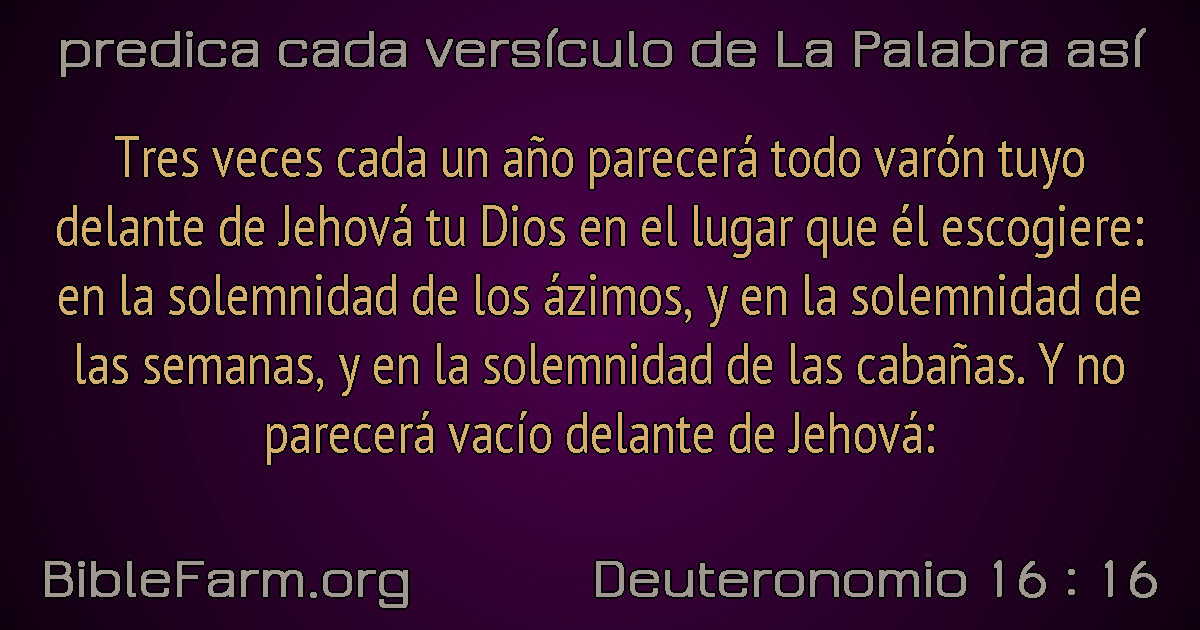 predica cada versículo de La Palabra así
Tres veces cada un año parecerá todo varón tuyo
delante de Jehová tu Dios en el lugar que él escogiere:
en la solemnidad de los ázimos, y en la solemnidad de
las semanas, y en la solemnidad de las cabañas. Y no
parecerá vacío delante de Jehová:
BibleFarm.org
Deuteronomio 16 : 16